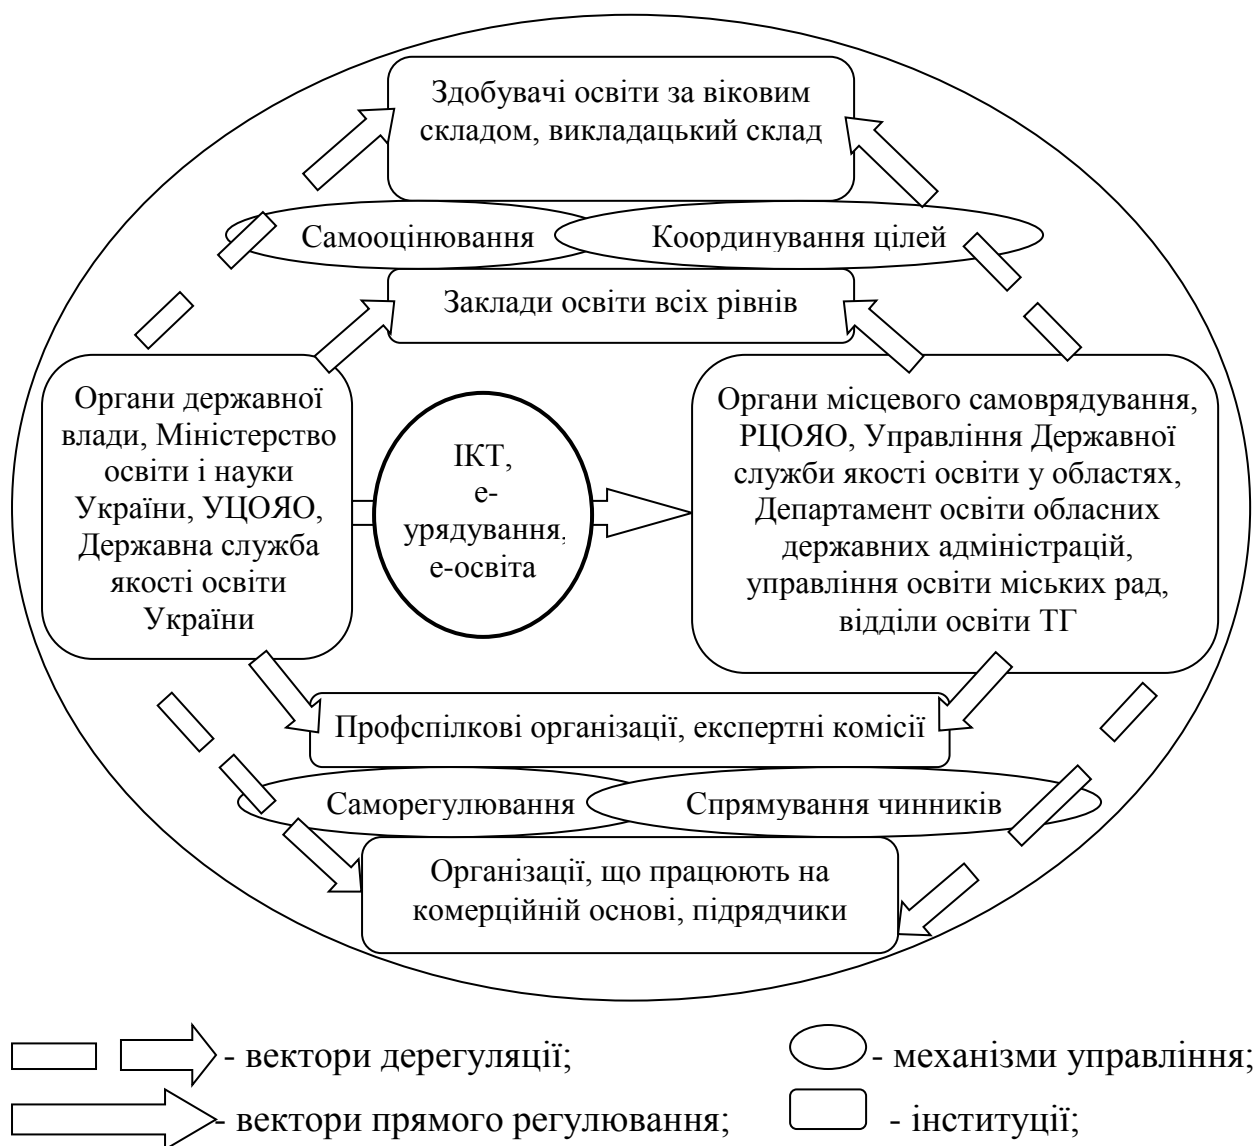 Здобувачі освіти за віковим
складом, викладацький склад
Самооцінювання
Координування цілей
Заклади освіти всіх рівнів
Органи державної
влади, Міністерство
освіти і науки
України, УЦОЯО,
Державна служба
якості освіти
України
ІКТ,
е-
урядування,
е-освіта
Органи місцевого самоврядування,
РЦОЯО, Управління Державної
служби якості освіти у областях,
Департамент освіти обласних
державних адміністрацій,
управління освіти міських рад,
відділи освіти ТГ
Профспілкові організації, експертні комісії
Саморегулювання
Спрямування чинників
Організації, що працюють на
комерційній основі, підрядчики
- вектори дерегуляції;
- механізми управління;
- вектори прямого регулювання;
- інституції;